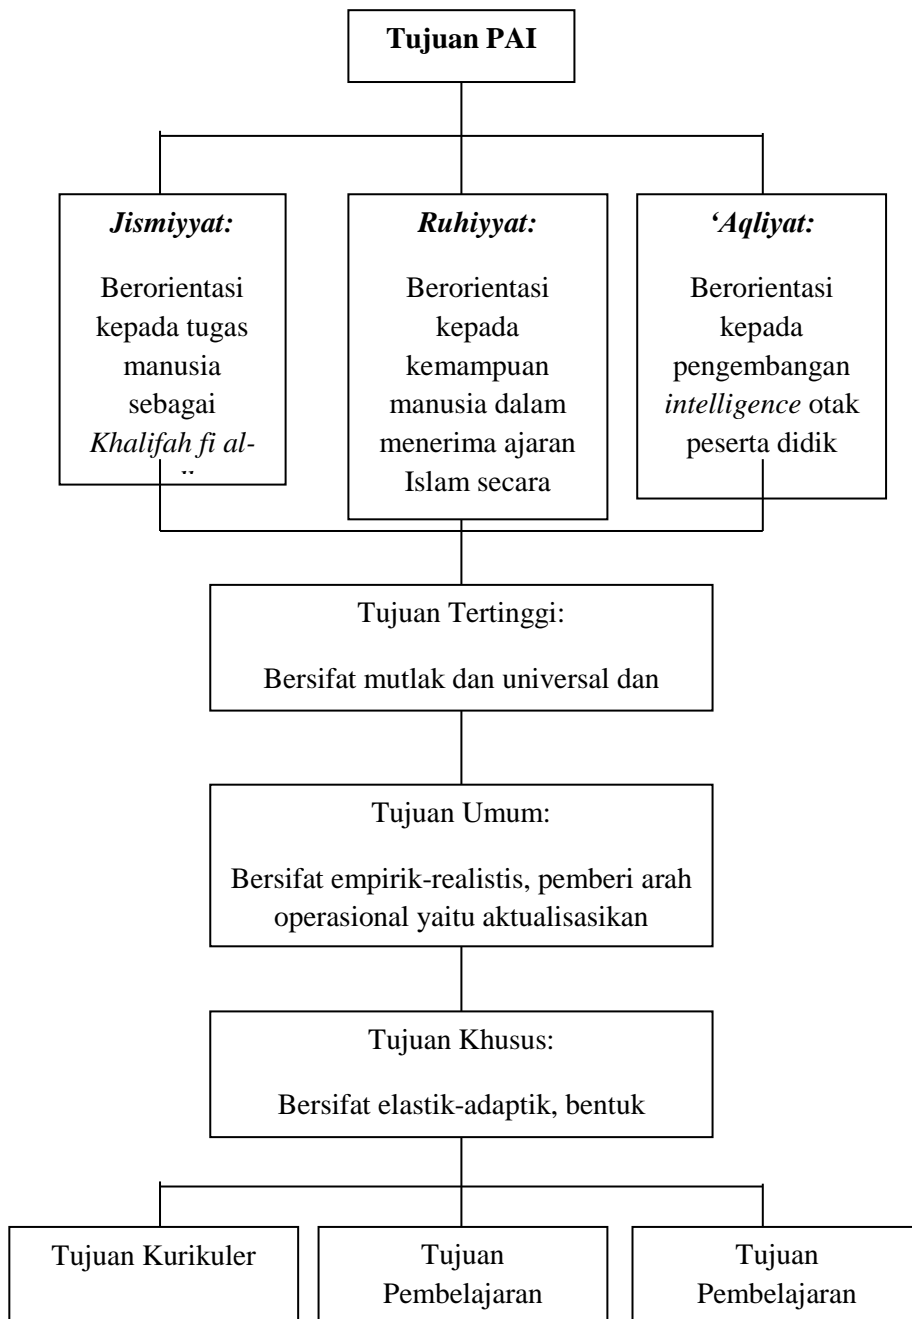 Tujuan PAI
Jismiyyat:
Berorientasi
kepada tugas
manusia
sebagai
Khalifah fi al-
Ruhiyyat:
Berorientasi
kepada
kemampuan
manusia dalam
menerima ajaran
Islam secara
‘Aqliyat:
Berorientasi
kepada
pengembangan
intelligence otak
peserta didik
Tujuan Tertinggi:
Bersifat mutlak dan universal dan
Tujuan Umum:
Bersifat empirik-realistis, pemberi arah
operasional yaitu aktualisasikan
Tujuan Khusus:
Bersifat elastik-adaptik, bentuk
Tujuan Kurikuler
Tujuan
Pembelajaran
Tujuan
Pembelajaran